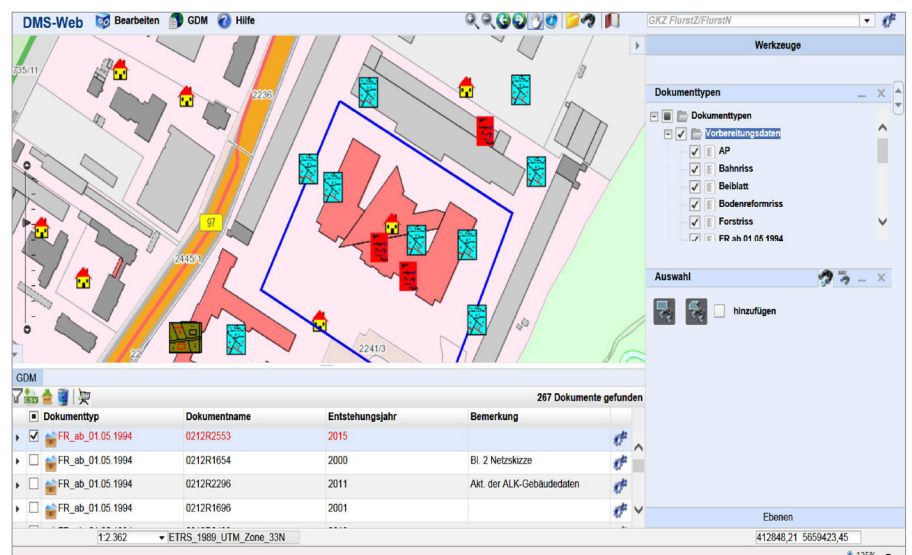 DMS-Web Bearbeiten GDM Hilfe GKZ FlurstZ/FlurstN
Werkzeuge
735/11
2236
97
2445/1
2241/3
22
Dokumenttypen
Dokumenttypen
Vorbereitungsdaten
AP
Bahnriss
Beiblatt
Bodenreformriss
Forstriss
FR ab 01.05.1994
Auswahl
hinzufügen
GDM
CSV
267 Dokumente gefunden
Dokumenttyp Dokumentname Entstehungsjahr Bemerkung
FR_ab_01.05.1994 0212R2553 2015
FR_ab_01.05.1994 0212R1654 2000 Bl. 2 Netzskizze
FR_ab_01.05.1994 0212R2296 2011 Akt. der ALK-Gebäudedaten
FR_ab_01.05.1994 0212R1696 2001
Ebenen
1:2.362 ETRS_1989_UTM_Zone_33N 412848,21 5659423,45
125%